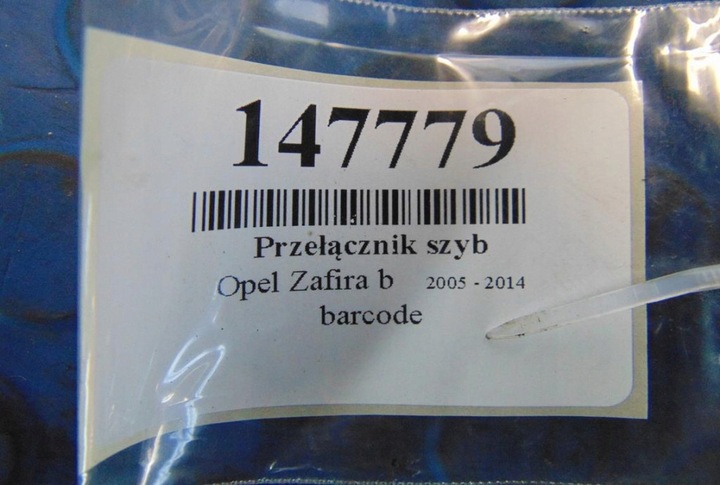 147779
Przełącznik szyb
Opel Zafira b 2005 - 2014
barcode